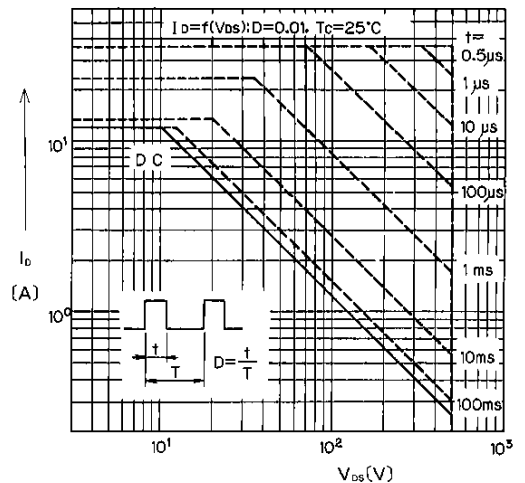 ID=f(VDS):D=0.01. Tc=25°C
t=
0.5µs
1µs
10µs
100µs
1ms
10ms
100ms
10¹
DC
ID
(A)
10⁰
t
T
D=t/T
10¹
10²
10³
VDS(V)